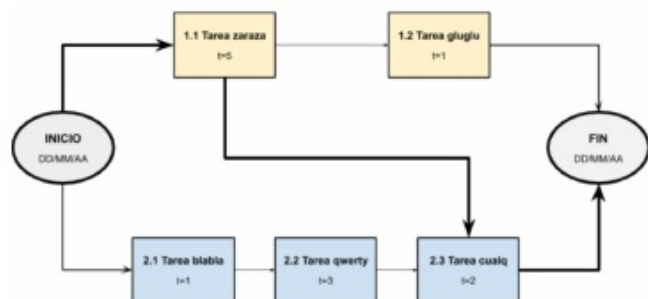 1.1 Tarea zaraza
t=5
1.2 Tarea gluglu
t=1
INICIO
DD/MM/AA
FIN
DD/MM/AA
2.1 Tarea blabla
t=1
2.2 Tarea qwerty
t=3
2.3 Tarea cualq
t=2